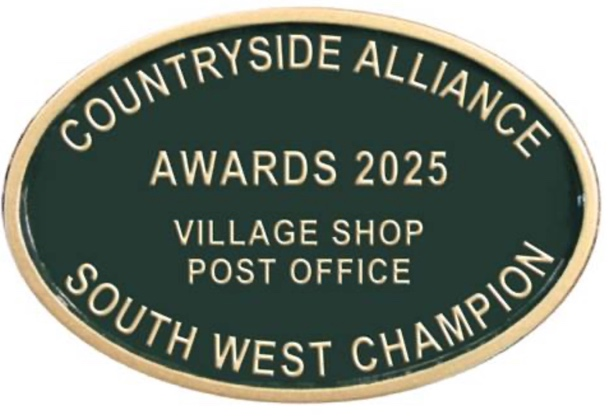 COUNTRYSIDE ALLIANCE
AWARDS 2025
VILLAGE SHOP
POST OFFICE
SOUTH WEST CHAMPION